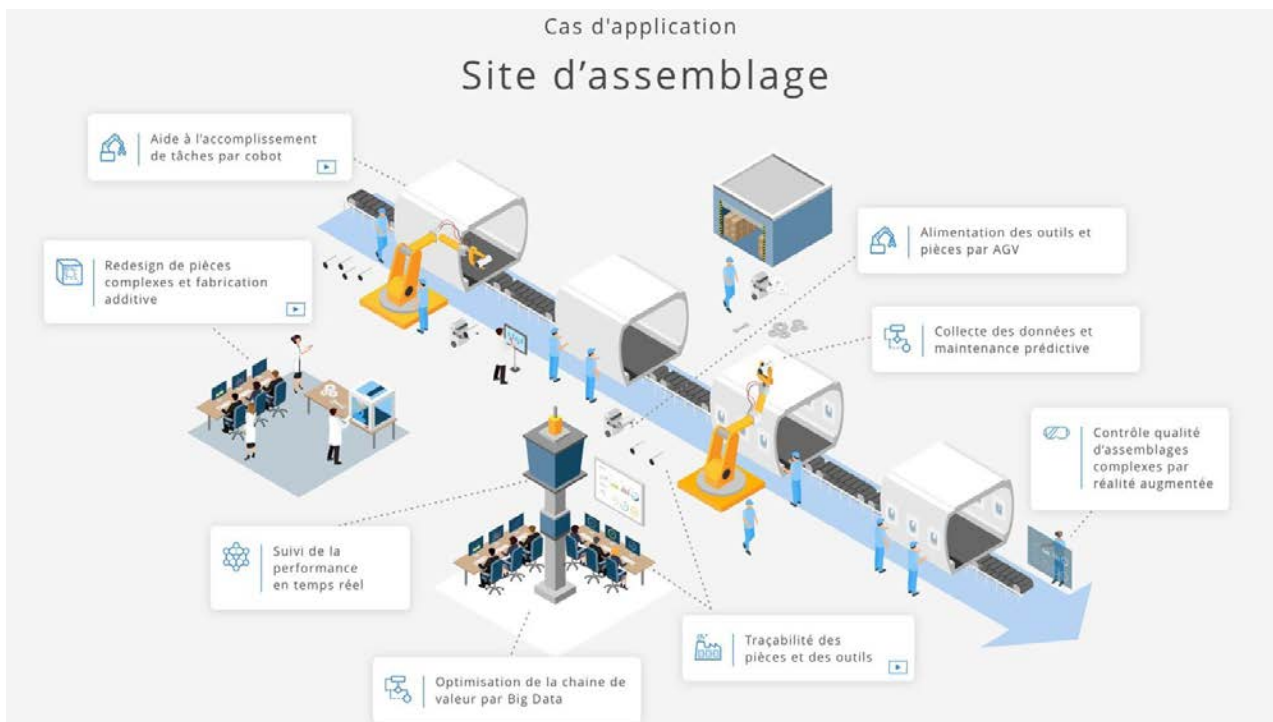 Cas d'application
Site d’assemblage
Aide à l'accomplissement
de tâches par cobot
Redesign de pièces
complexes et fabrication
additive
Alimentation des outils et
pièces par AGV
Collecte des données et
maintenance prédictive
Contrôle qualité
d'assemblages
complexes par
réalité augmentée
Suivi de la
performance
en temps réel
Traçabilité des
pièces et des outils
Optimisation de la chaine de
valeur par Big Data